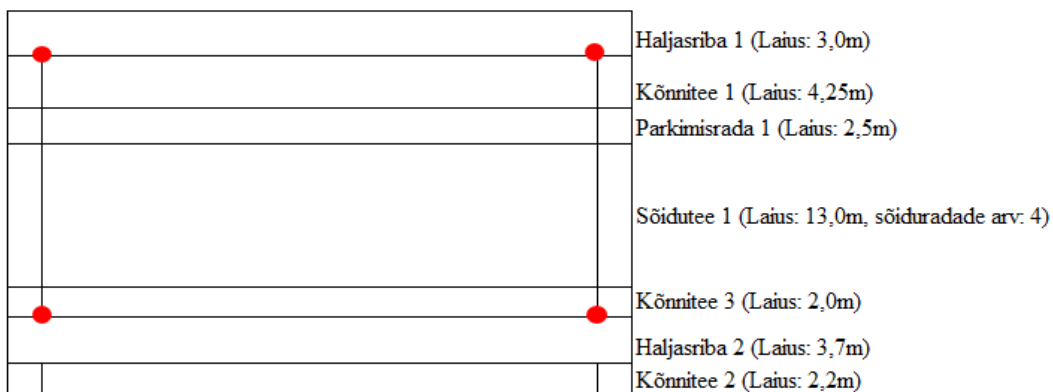 Haljasriba 1 (Laius: 3,0m)
Kõnnitee 1 (Laius: 4,25m)
Parkimisrada 1 (Laius: 2,5m)
Sõidutee 1 (Laius: 13,0m, sõiduradade arv: 4)
Kõnnitee 3 (Laius: 2,0m)
Haljasriba 2 (Laius: 3,7m)
Kõnnitee 2 (Laius: 2,2m)